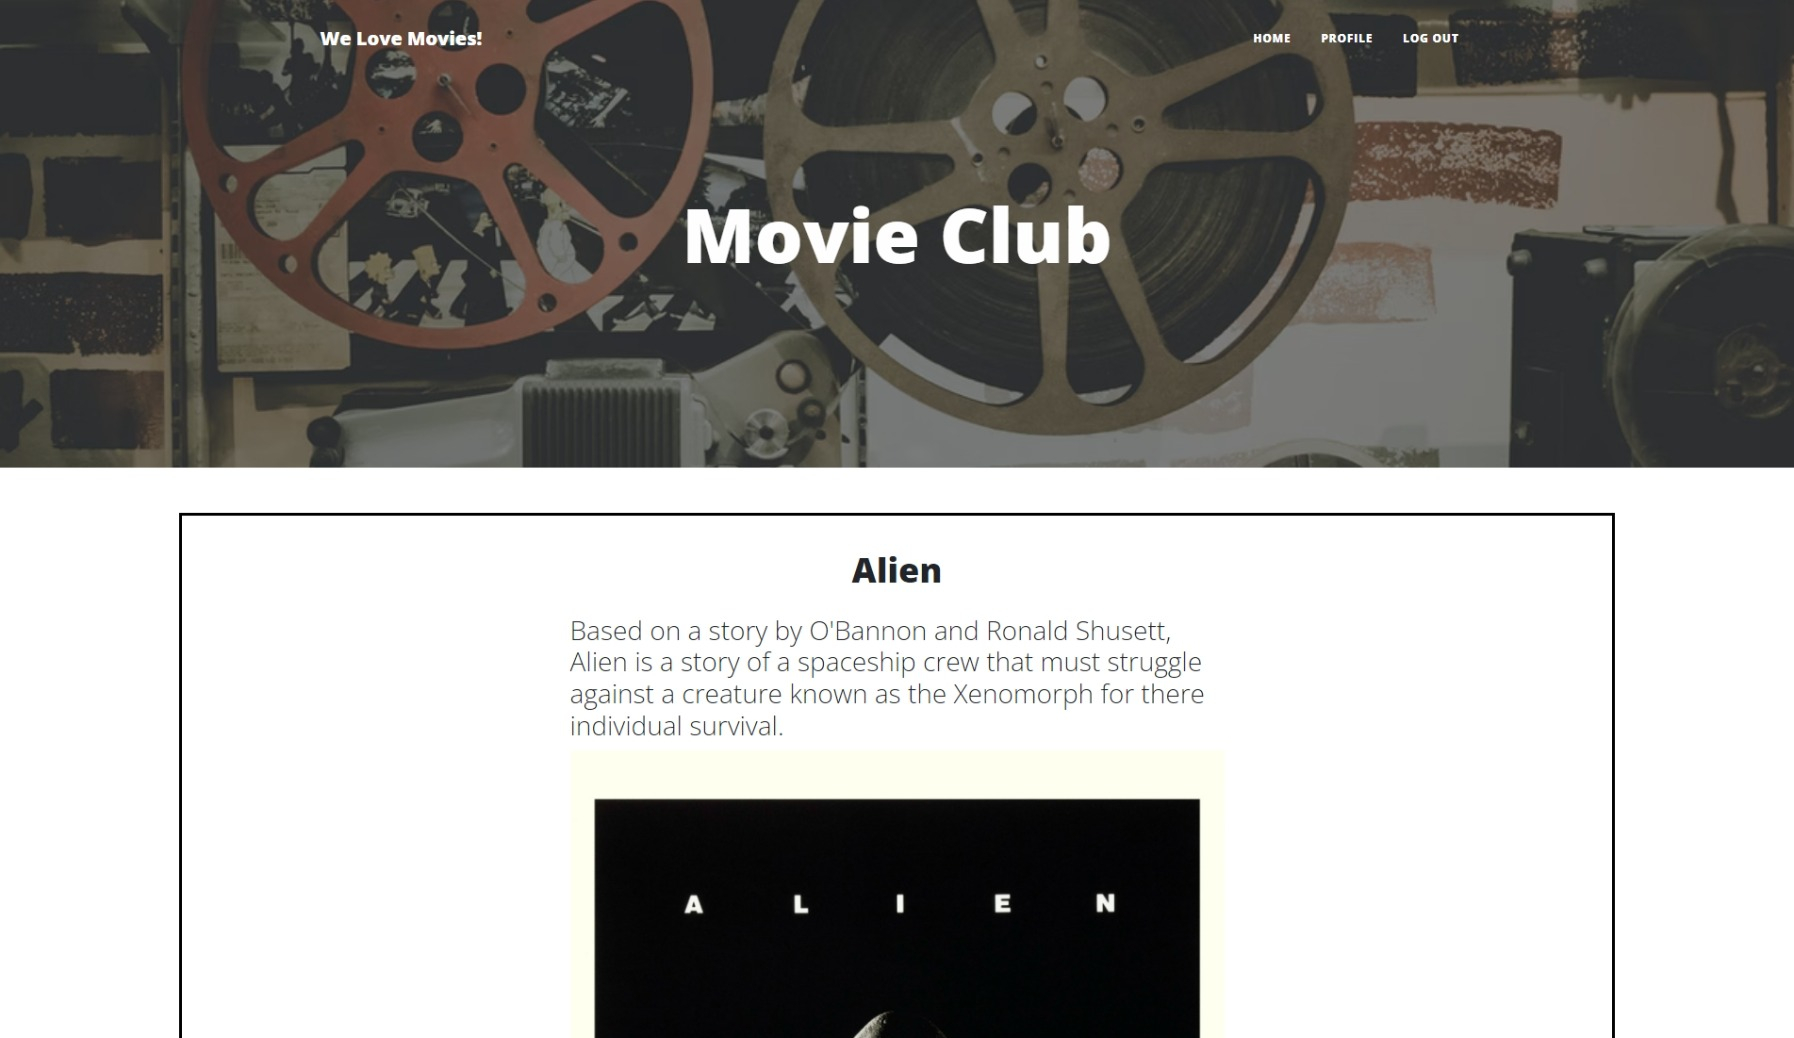 We Love Movies!
HOME PROFILE LOG OUT
Movie Club
Alien
Based on a story by O'Bannon and Ronald Shusett,
Alien is a story of a spaceship crew that must struggle
against a creature known as the Xenomorph for there
individual survival.
A L I E N